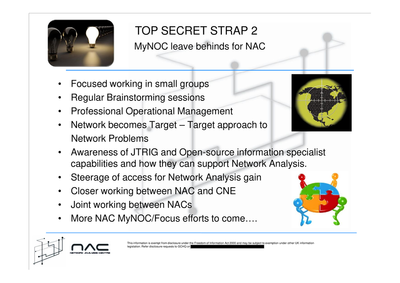 TOP SECRET STRAP 2
MyNOC leave behinds for NAC
• Focused working in small groups
• Regular Brainstorming sessions
• Professional Operational Management
• Network becomes Target – Target approach to
Network Problems
• Awareness of JTRIG and Open-source information specialist
capabilities and how they can support Network Analysis.
• Steerage of access for Network Analysis gain
• Closer working between NAC and CNE
• Joint working between NACs
• More NAC MyNOC/Focus efforts to come….
NAC
NETWORK ANALYSIS CENTRE
This information is exempt from disclosure under the Freedom of Information Act 2000 and may be subject to exemption under other UK information
legislation. Refer disclosure requests to GCHQ on